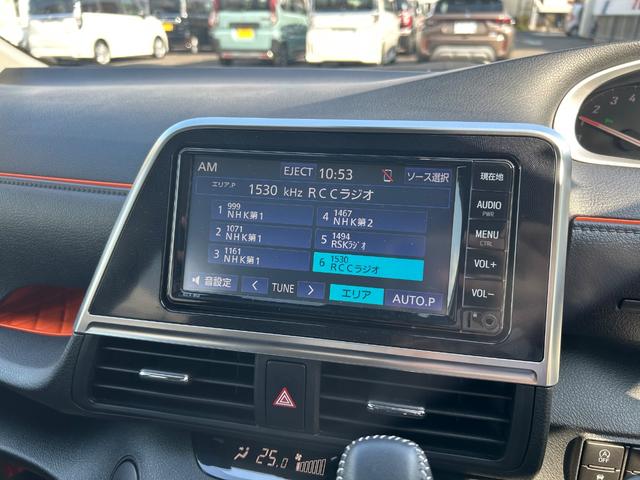 AM
EJECT
10:53
ソース選択
エリア.P
1530 kHz RCCラジオ
1 999 NHK第1
2 1071 NHK第1
3 1161 NHK第1
4 1467 NHK第2
5 1494 RSKラジオ
6 1530 RCCラジオ
音設定
< TUNE >
エリア
AUTO.P
現在地
AUDIO
PWR
MENU
CTRL
VOL+
VOL-
25.0
1 2 3